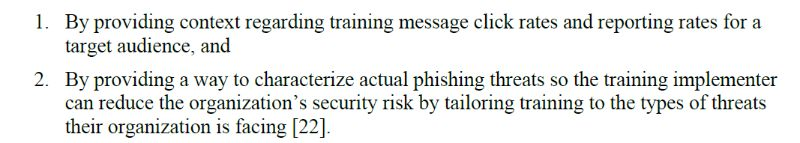 1. By providing context regarding training message click rates and reporting rates for a
target audience, and
2. By providing a way to characterize actual phishing threats so the training implementer
can reduce the organization’s security risk by tailoring training to the types of threats
their organization is facing [22].